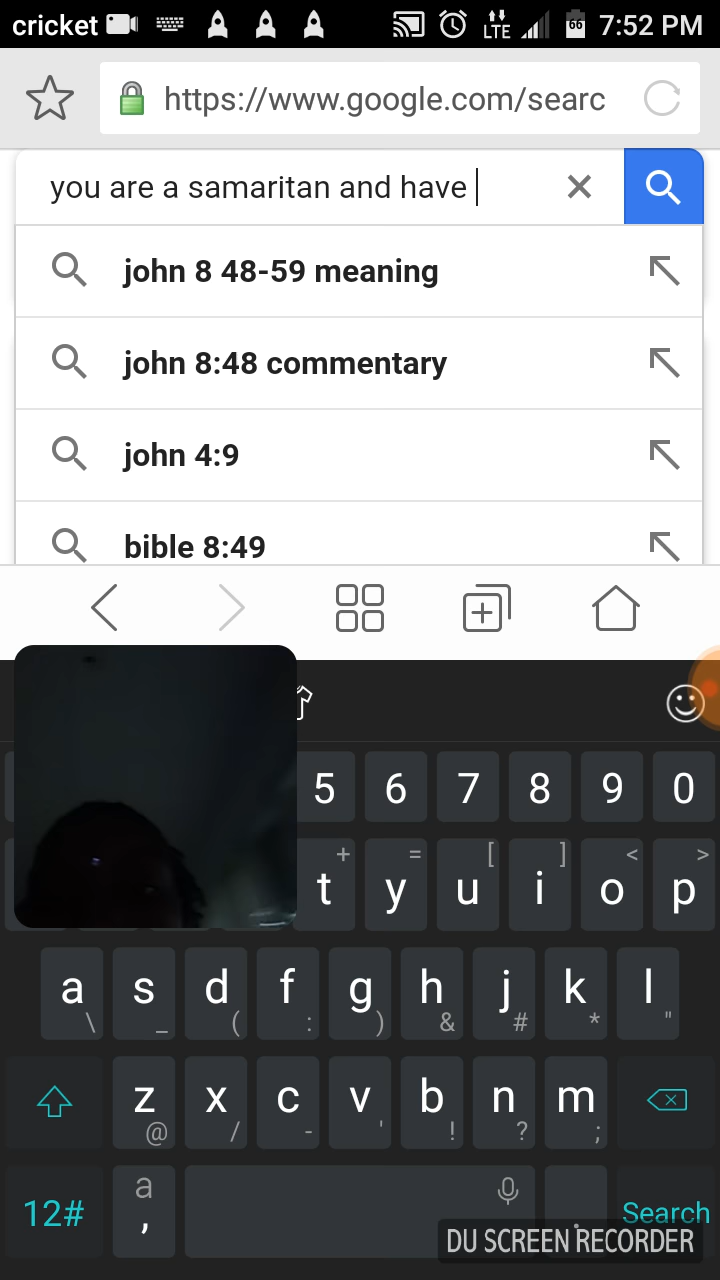 cricket 66 7:52 PM
LTE
https://www.google.com/searc
you are a samaritan and have
john 8 48-59 meaning
john 8:48 commentary
john 4:9
bible 8:49
5 6 7 8 9 0
+ = [ ] < >
t y u i o p
a s d f g h j k l
\ _ ( : ) & # * "
z x c v b n m
@ / - ' ! ? ;
a
12# , . Search
DU SCREEN RECORDER